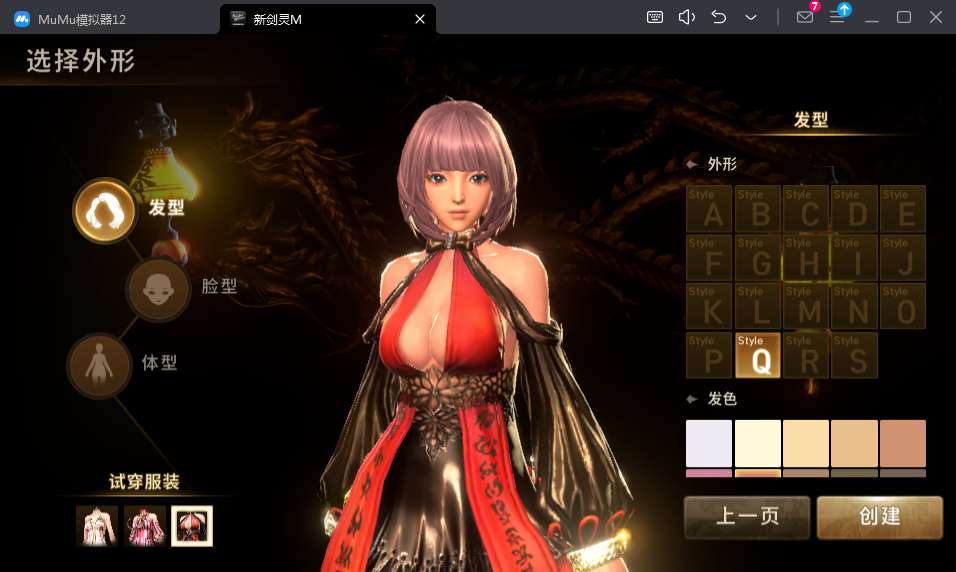 MuMu模拟器12
新剑灵M
7
选择外形
发型
外形
Style A
Style B
Style C
Style D
Style E
Style F
Style G
Style H
Style I
Style J
Style K
Style L
Style M
Style N
Style O
Style P
Style Q
Style R
Style S
发型
脸型
体型
发色
试穿服装
上一页
创建